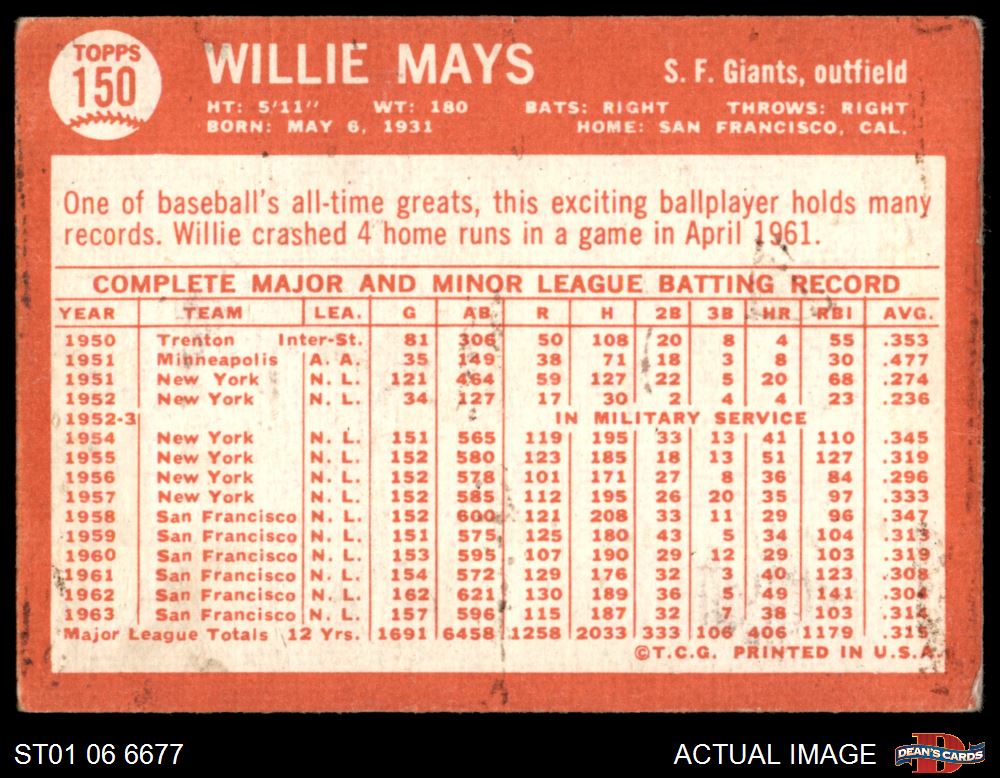 TOPPS
150
WILLIE MAYS
S. F. Giants, outfield
HT: 5'11" WT: 180 BATS: RIGHT THROWS: RIGHT
BORN: MAY 6, 1931 HOME: SAN FRANCISCO, CAL.
One of baseball's all-time greats, this exciting ballplayer holds many
records. Willie crashed 4 home runs in a game in April 1961.
COMPLETE MAJOR AND MINOR LEAGUE BATTING RECORD
YEAR TEAM LEA. G AB R H 2B 3B HR RBI AVG.
1950 Trenton Inter-St. 81 306 50 108 20 8 4 55 .353
1951 Minneapolis A. A. 35 149 38 71 18 3 8 30 .477
1951 New York N. L. 121 464 59 127 22 5 20 68 .274
1952 New York N. L. 34 127 17 30 2 4 4 23 .236
1952-3 IN MILITARY SERVICE
1954 New York N. L. 151 565 119 195 33 13 41 110 .345
1955 New York N. L. 152 580 123 185 18 13 51 127 .319
1956 New York N. L. 152 578 101 171 27 8 36 84 .296
1957 New York N. L. 152 585 112 195 26 20 35 97 .333
1958 San Francisco N. L. 152 600 121 208 33 11 29 96 .347
1959 San Francisco N. L. 151 575 125 180 43 5 34 104 .313
1960 San Francisco N. L. 153 595 107 190 29 12 29 103 .319
1961 San Francisco N. L. 154 572 129 176 32 3 40 123 .308
1962 San Francisco N. L. 162 621 130 189 36 5 49 141 .304
1963 San Francisco N. L. 157 596 115 187 32 7 38 103 .314
Major League Totals 12 Yrs. 1691 6458 1258 2033 333 106 406 1179 .315
©T.C.G. PRINTED IN U.S.A.
ST01 06 6677
ACTUAL IMAGE
DEAN'S CARDS